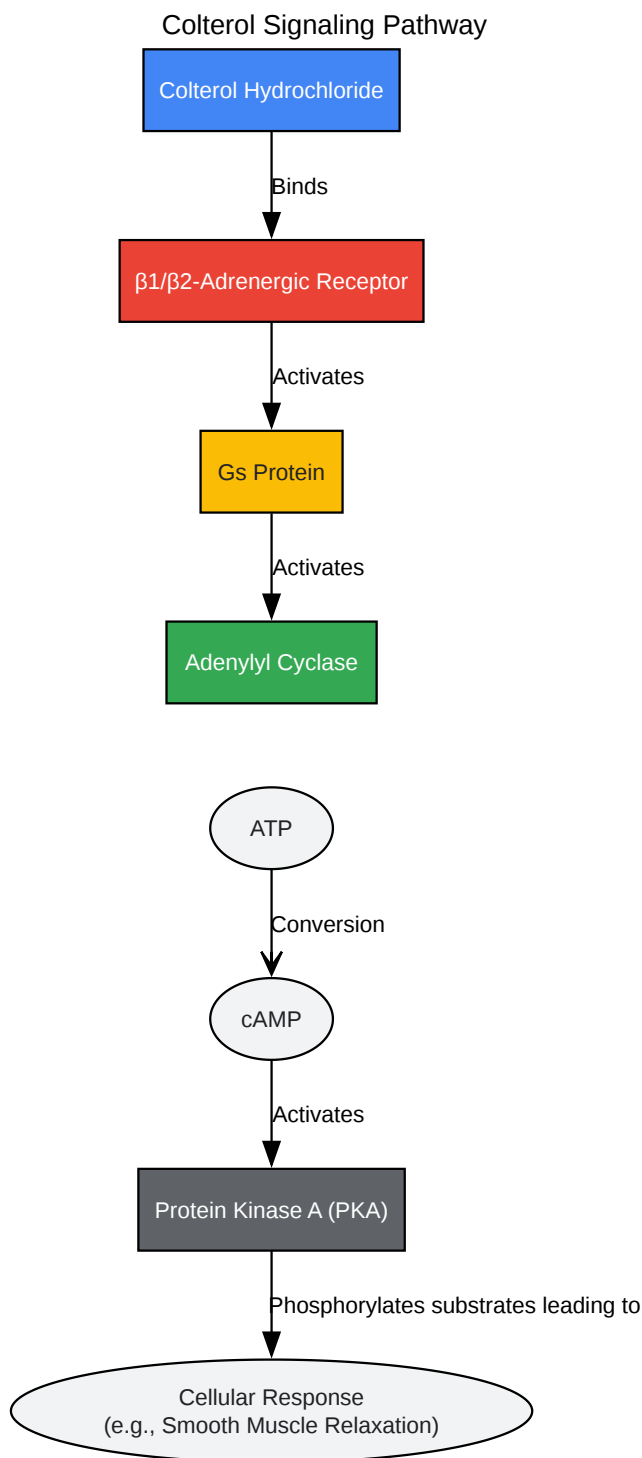 Colterol Signaling Pathway
Colterol Hydrochloride
Binds
β1/β2-Adrenergic Receptor
Activates
Gs Protein
Activates
Adenylyl Cyclase
ATP
Conversion
cAMP
Activates
Protein Kinase A (PKA)
Phosphorylates substrates leading to
Cellular Response
(e.g., Smooth Muscle Relaxation)